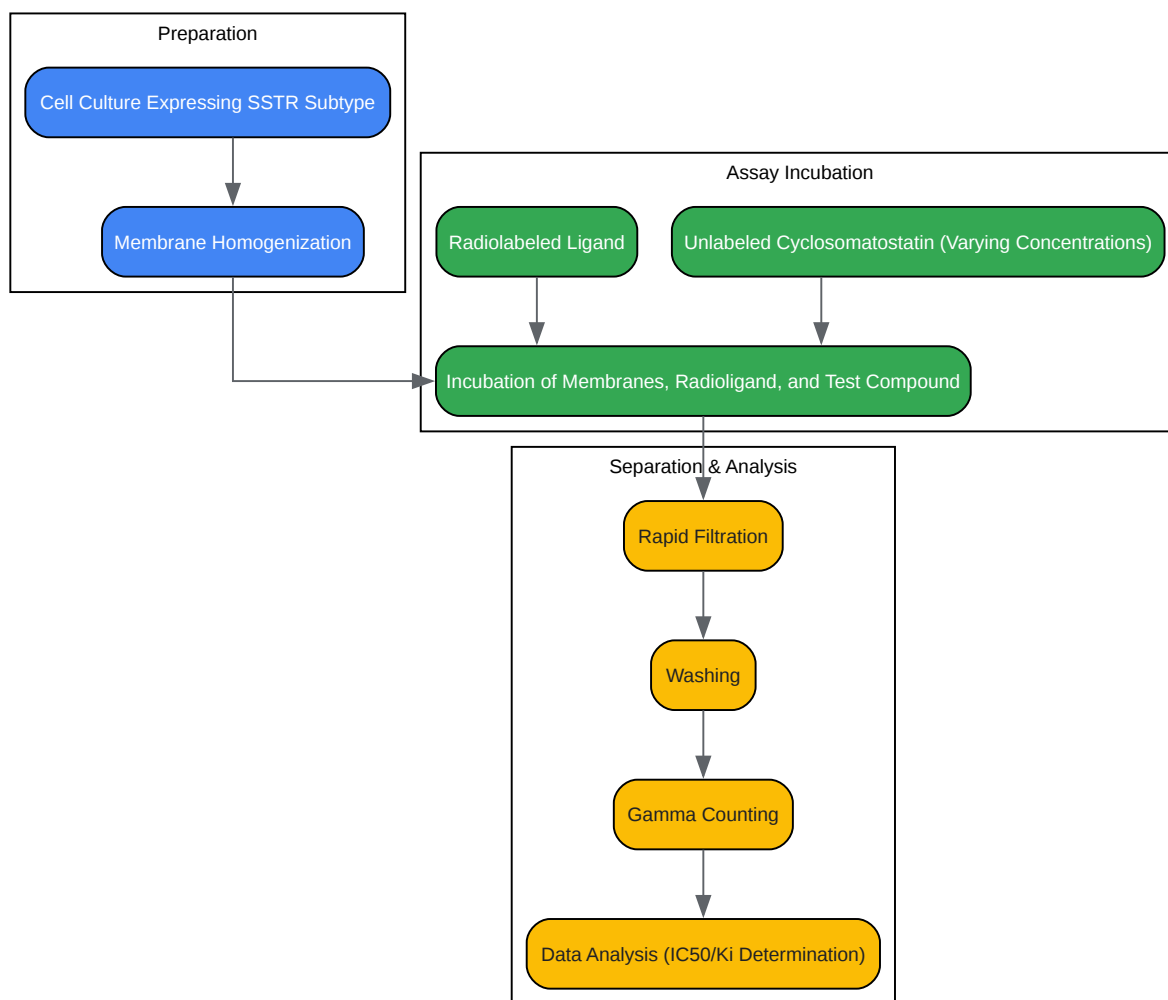 Preparation
Cell Culture Expressing SSTR Subtype
Membrane Homogenization
Assay Incubation
Radiolabeled Ligand
Unlabeled Cyclosomatostatin (Varying Concentrations)
Incubation of Membranes, Radioligand, and Test Compound
Separation & Analysis
Rapid Filtration
Washing
Gamma Counting
Data Analysis (IC50/Ki Determination)